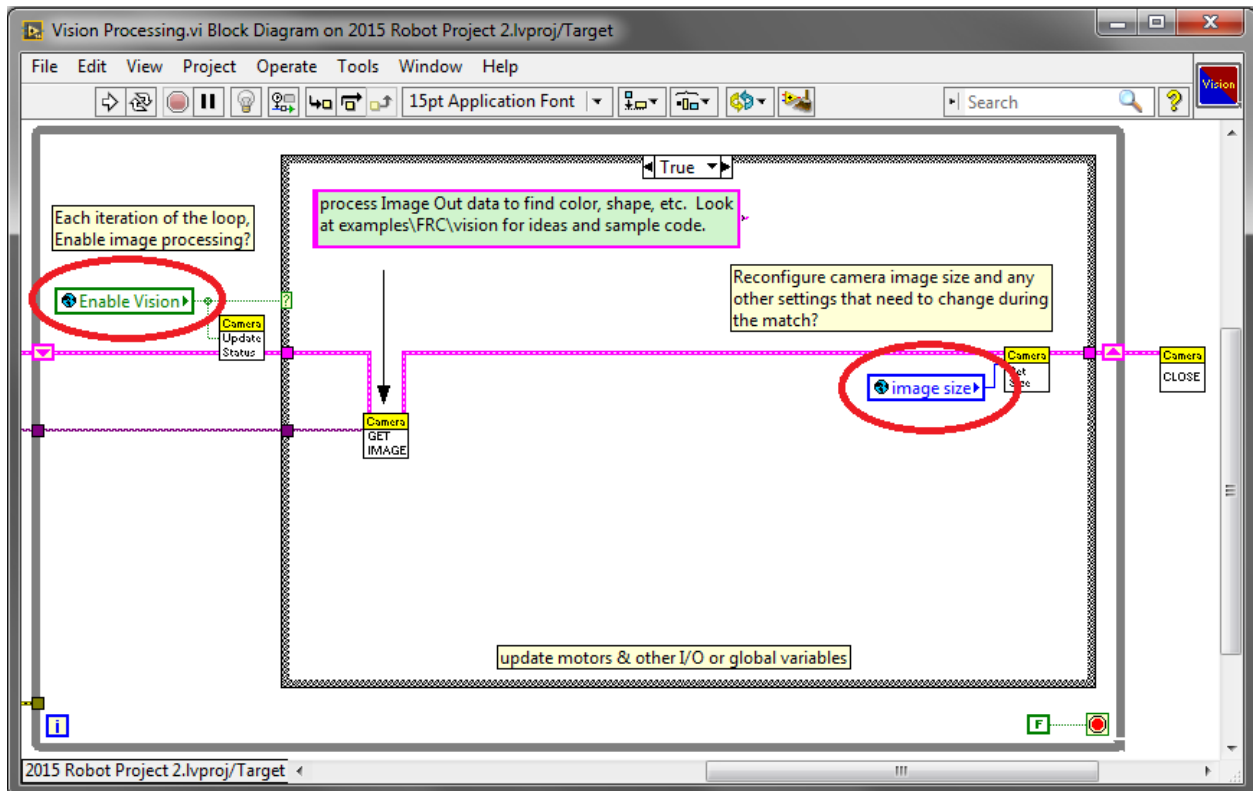 Vision Processing.vi Block Diagram on 2015 Robot Project 2.lvproj/Target
File Edit View Project Operate Tools Window Help
15pt Application Font
Search
Vision
True
process Image Out data to find color, shape, etc. Look
at examples\FRC\vision for ideas and sample code.
Each iteration of the loop,
Enable image processing?
Reconfigure camera image size and any
other settings that need to change during
the match?
Enable Vision
?
Camera
Update
Status
Camera
Set
Size
Camera
CLOSE
image size
Camera
GET
IMAGE
update motors & other I/O or global variables
i
F
2015 Robot Project 2.lvproj/Target